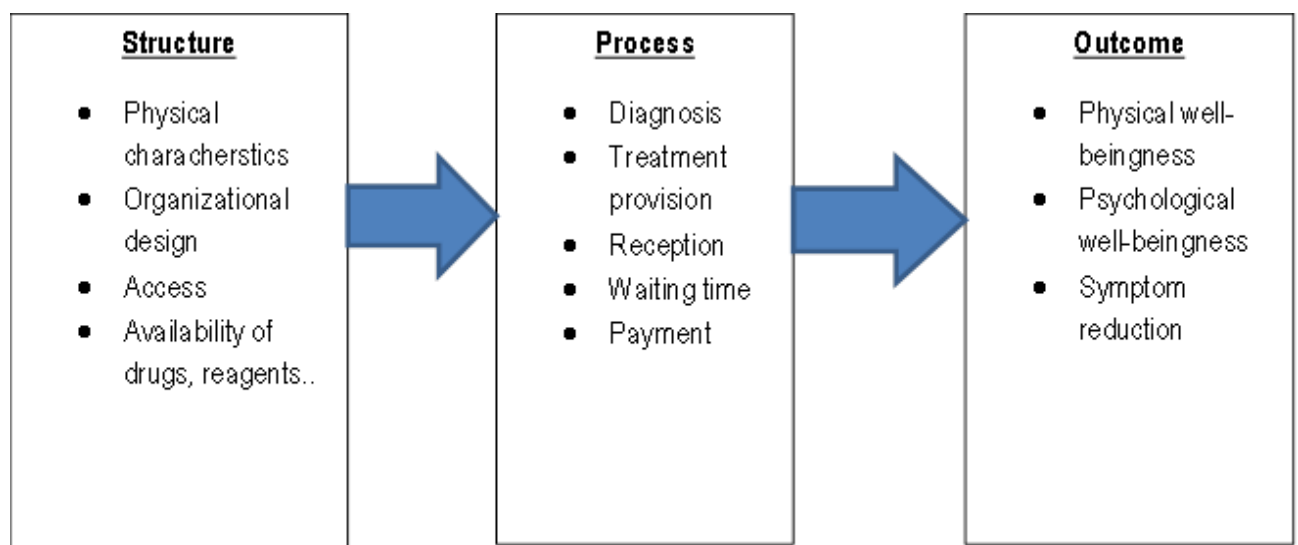 Structure
● Physical
characherstics
● Organizational
design
● Access
● Availability of
drugs, reagents..
Process
● Diagnosis
● Treatment
provision
● Reception
● Waiting time
● Payment
Outcome
● Physical well-
beingness
● Psychological
well-beingness
● Symptom
reduction